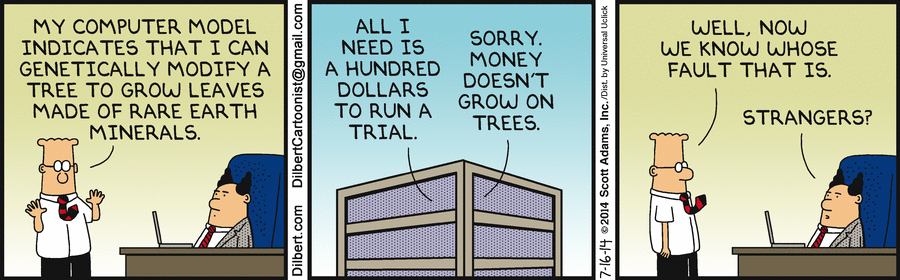 MY COMPUTER MODEL
INDICATES THAT I CAN
GENETICALLY MODIFY A
TREE TO GROW LEAVES
MADE OF RARE EARTH
MINERALS.
Dilbert.com DilbertCartoonist@gmail.com
ALL I
NEED IS
A HUNDRED
DOLLARS
TO RUN A
TRIAL.
SORRY.
MONEY
DOESN'T
GROW ON
TREES.
7-16-14 ©2014 Scott Adams, Inc./Dist. by Universal Uclick
WELL, NOW
WE KNOW WHOSE
FAULT THAT IS.
STRANGERS?